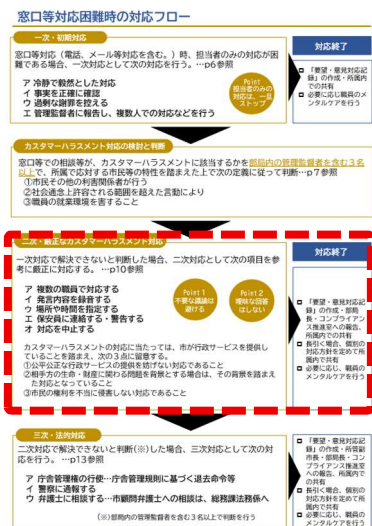 窓口等対応困難時の対応フロー
一次・初期対応
窓口等対応（電話、メール等対応を含む。）時、担当者のみの対応が困
難である場合、一次対応として次の対応を行う。…p6参照
ア 冷静で毅然とした対応
イ 事実を正確に確認
ウ 過剰な謝罪を控える
エ 管理監督者に報告し、複数人での対応などを行う
Point
担当者のみの
対応は、一旦
ストップ
対応終了
「要望・意見対応記
録」の作成・所属内
での共有
必要に応じ職員のメ
ンタルケアを行う
カスタマーハラスメント対応の検討と判断
窓口等での相談等が、カスタマーハラスメントに該当するかを部局内の管理監督者を含む３名
以上で、所属で応対する市民等の特性を踏まえた上で次の定義に従って判断…p7参照
①市民その他の利害関係者が行う
②社会通念上許容される範囲を超えた言動により
③職員の就業環境を害すること
二次・厳正なカスタマーハラスメント対応
一次対応で解決できないと判断した場合、二次対応として次の項目を参
考に厳正に対応する。 …p10参照
ア 複数の職員で対応する
イ 発言内容を録音する
ウ 場所や時間を指定する
エ 保安員に連絡する・警告する
オ 対応を中止する
Point 1
不要な議論は
避ける
Point 2
曖昧な回答
はしない
カスタマーハラスメントの対応に当たっては、市が行政サービスを提供し
ていることを踏まえ、次の３点に留意する。
①公平公正な行政サービスの提供を妨げない対応であること
②相手方の生命・財産に関わる問題を背景とする場合は、その背景を踏まえ
た対応となっていること
③市民の権利を不当に侵害しない対応であること
対応終了
「要望・意見対応記
録」の作成・部局
長・コンプライアン
ス推進室への報告、
所属内での共有
長引く場合、個別の
対応方針を定めて所
属内での共有
必要に応じ、職員の
メンタルケアを行う
三次・法的対応
二次対応で解決できないと判断(※)した場合、三次対応として次の対
応を行う。 …p13参照
ア 庁舎管理権の行使…庁舎管理規則に基づく退去命令等
イ 警察に通報する
ウ 弁護士に相談する…市顧問弁護士への相談は、総務課法務係へ
(※)部局内の管理監督者を含む３名以上で判断を行う
対応終了
「要望・意見対応記
録」の作成・所管副
市長・部局長・コン
プライアンス推進室
への報告、所属内で
の共有
長引く場合、個別の
対応方針を定めて所
属内での共有
必要に応じ、職員の
メンタルケアを行う